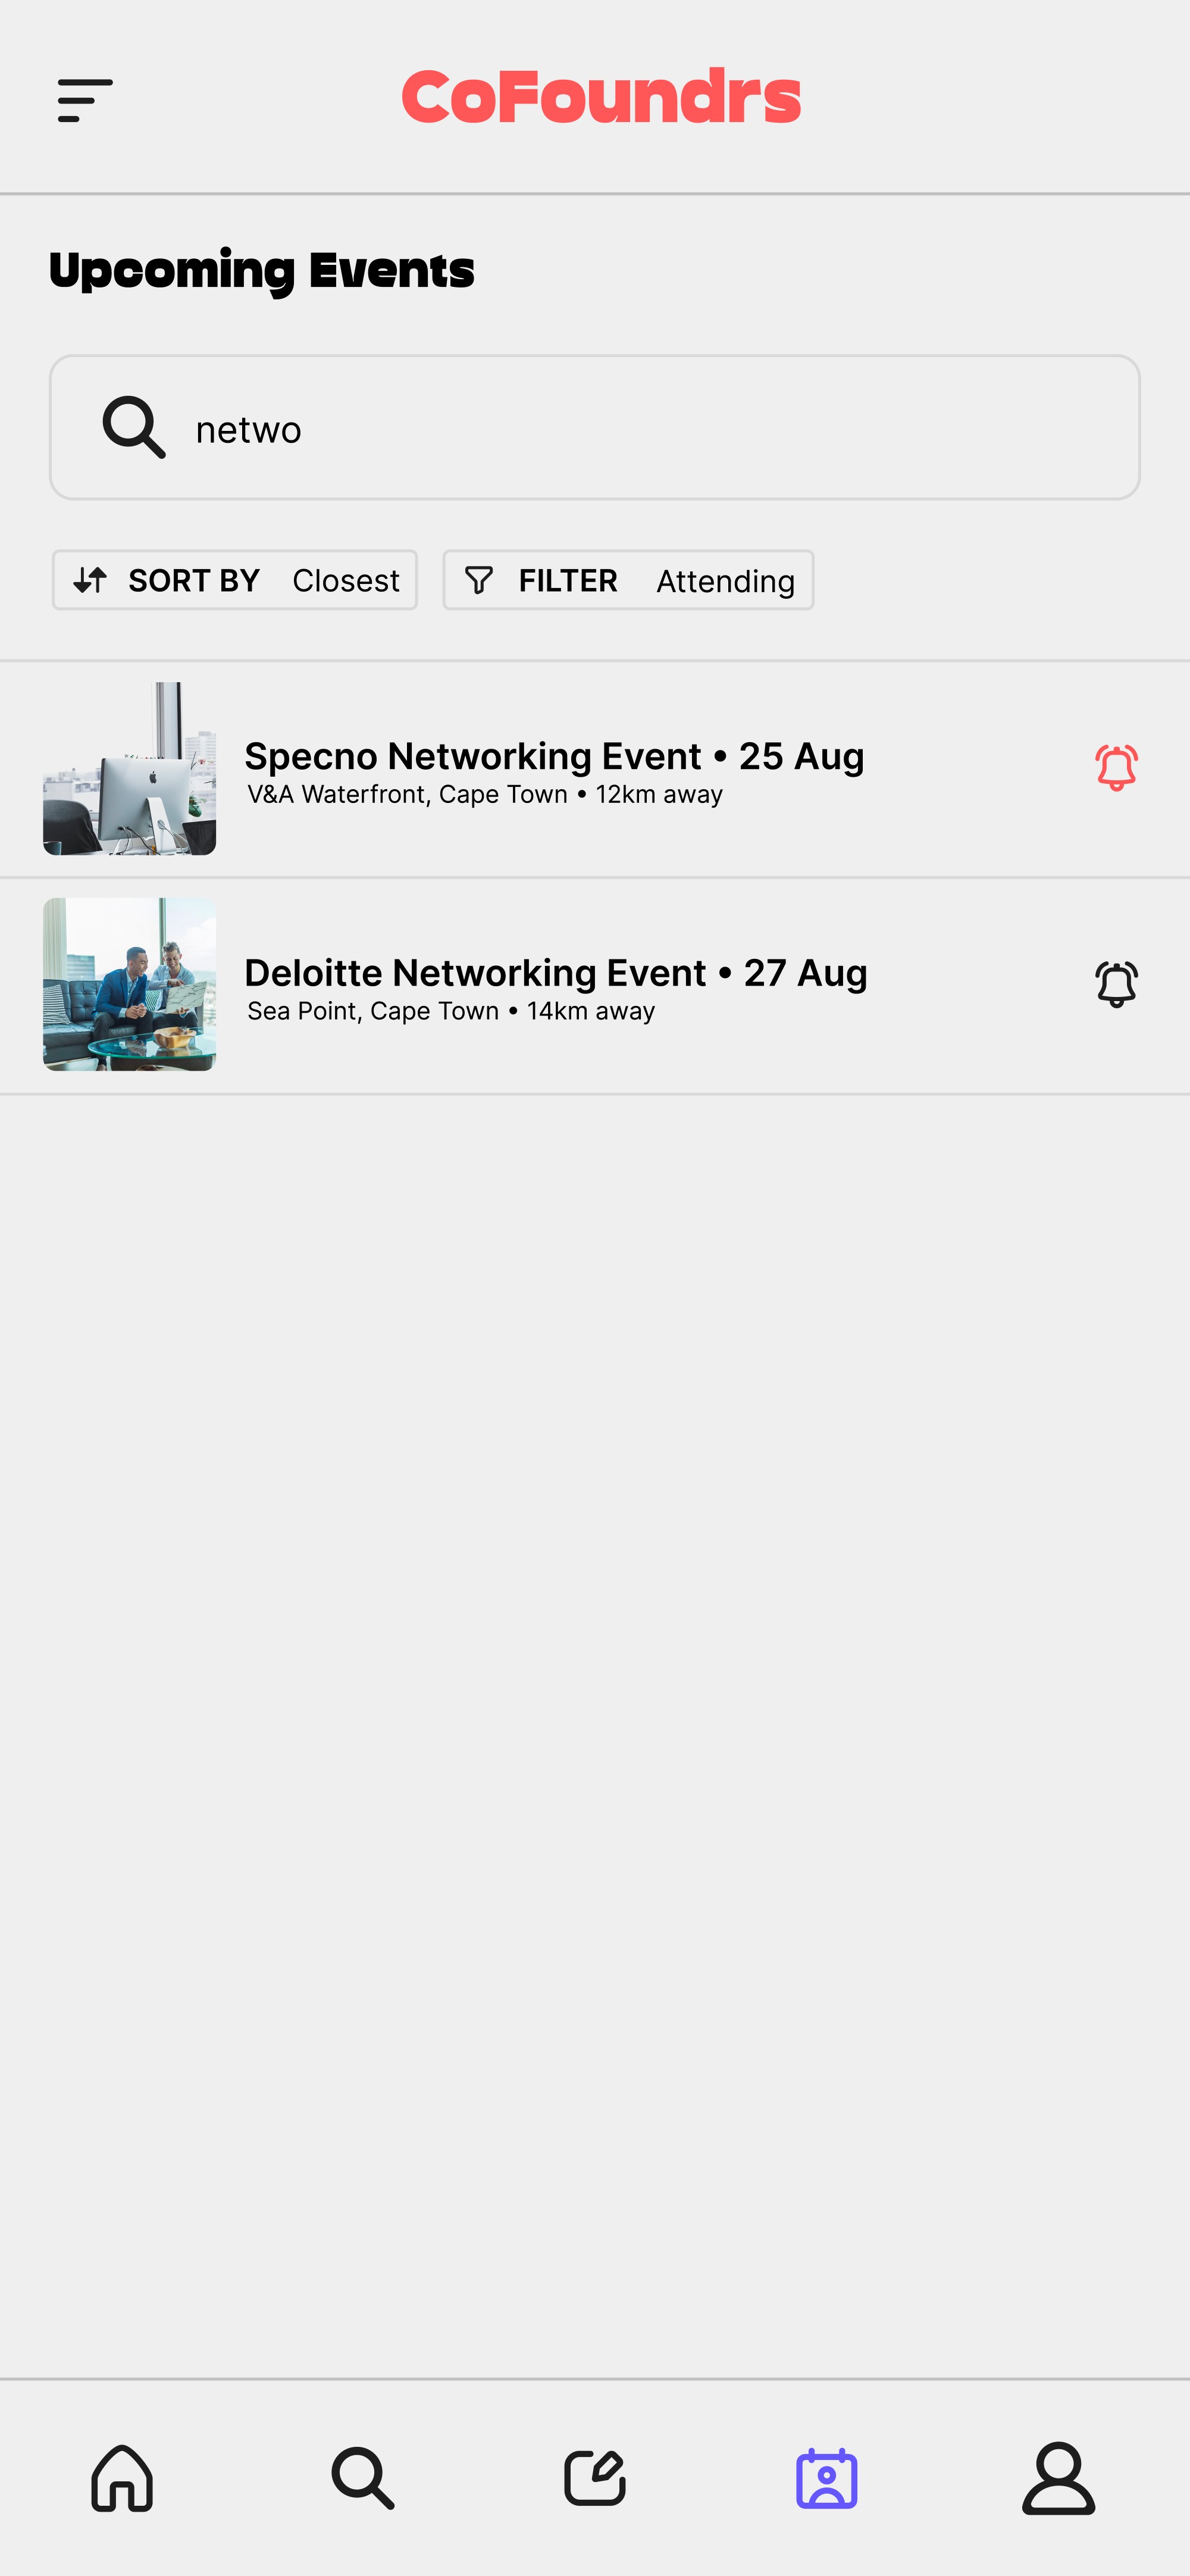 CoFoundrs
Upcoming Events
netwo
SORT BY Closest FILTER Attending
Specno Networking Event • 25 Aug
V&A Waterfront, Cape Town • 12km away
Deloitte Networking Event • 27 Aug
Sea Point, Cape Town • 14km away